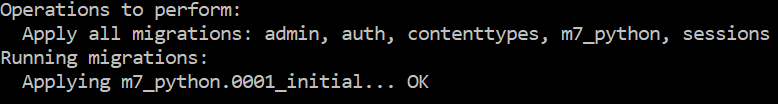 Operations to perform:
  Apply all migrations: admin, auth, contenttypes, m7_python, sessions
Running migrations:
  Applying m7_python.0001_initial... OK